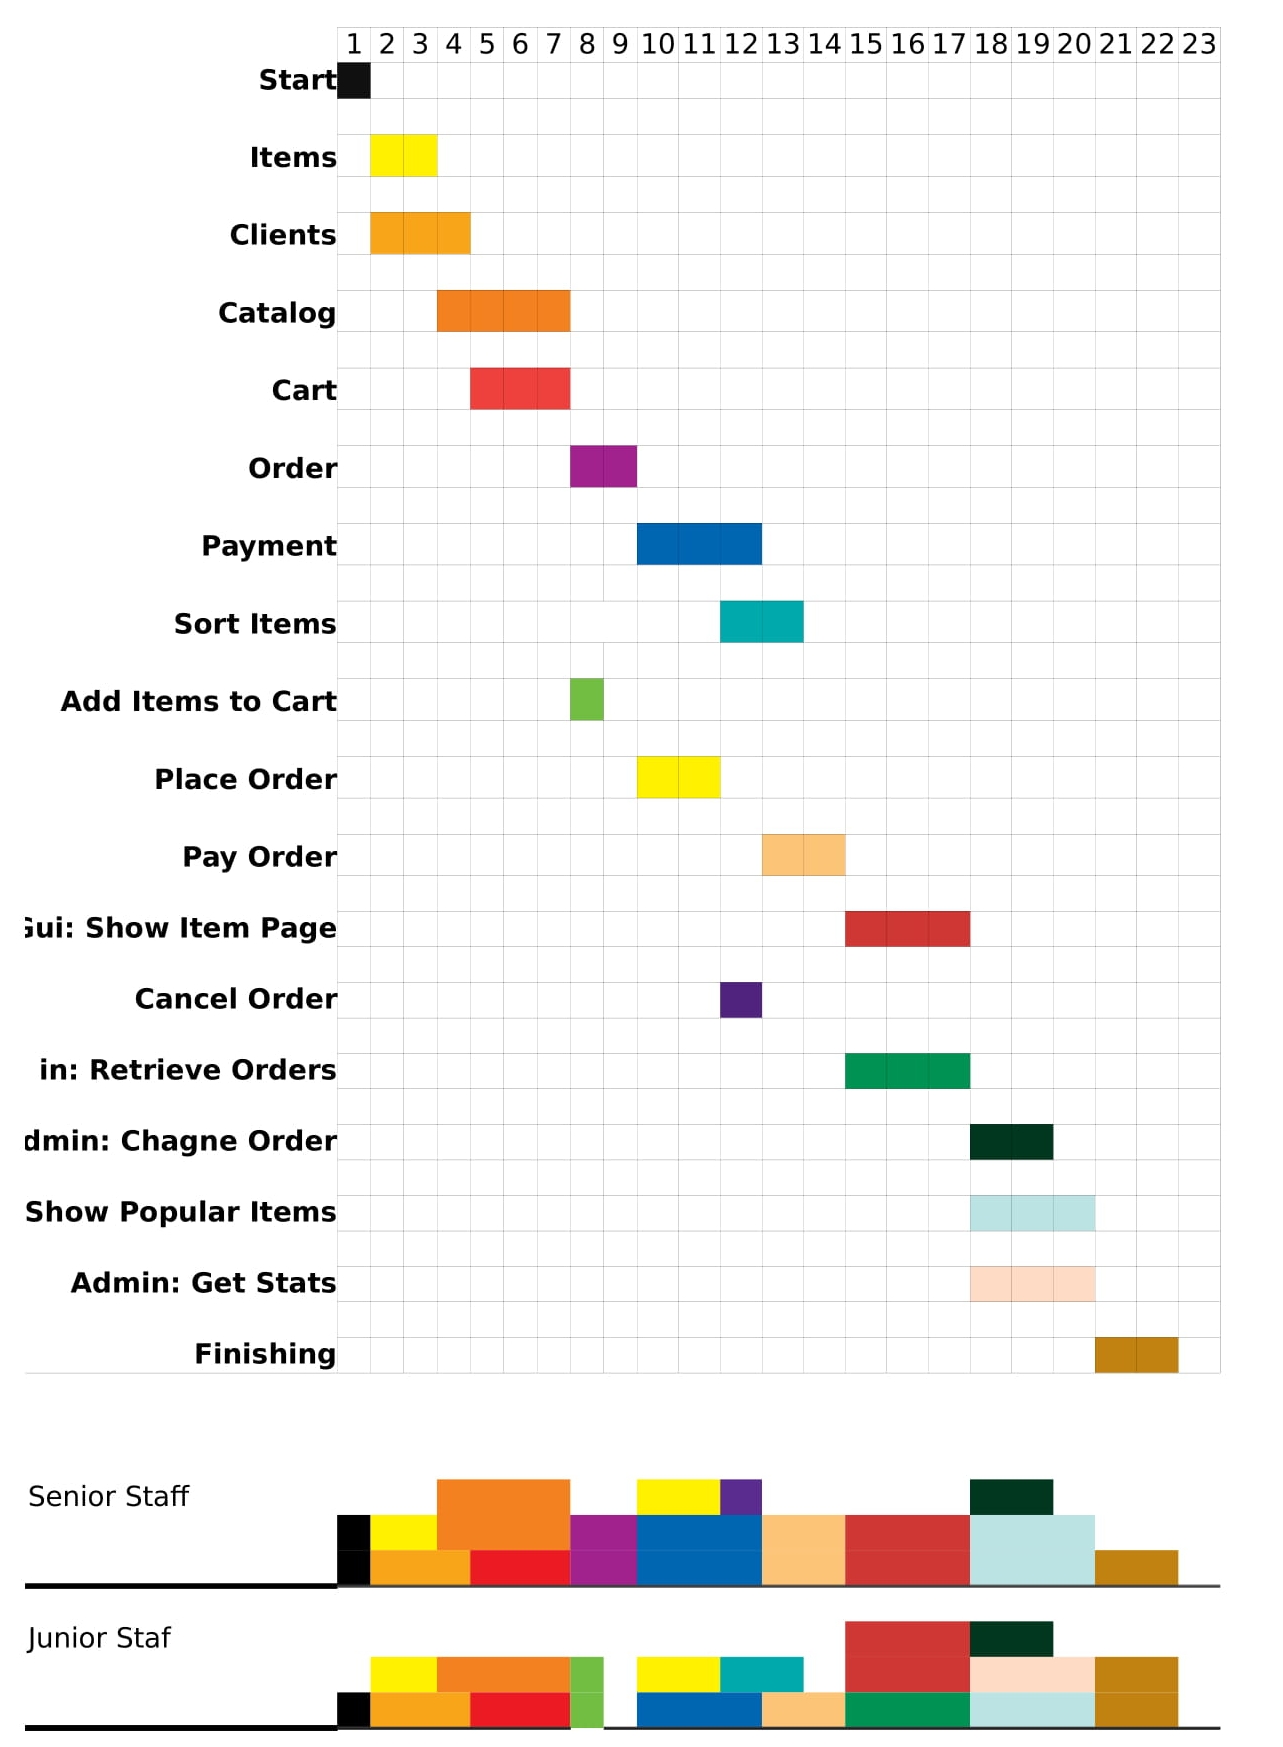 1 2 3 4 5 6 7 8 9 10 11 12 13 14 15 16 17 18 19 20 21 22 23
Start
Items
Clients
Catalog
Cart
Order
Payment
Sort Items
Add Items to Cart
Place Order
Pay Order
Gui: Show Item Page
Cancel Order
in: Retrieve Orders
dmin: Chagne Order
Show Popular Items
Admin: Get Stats
Finishing
Senior Staff
Junior Staf